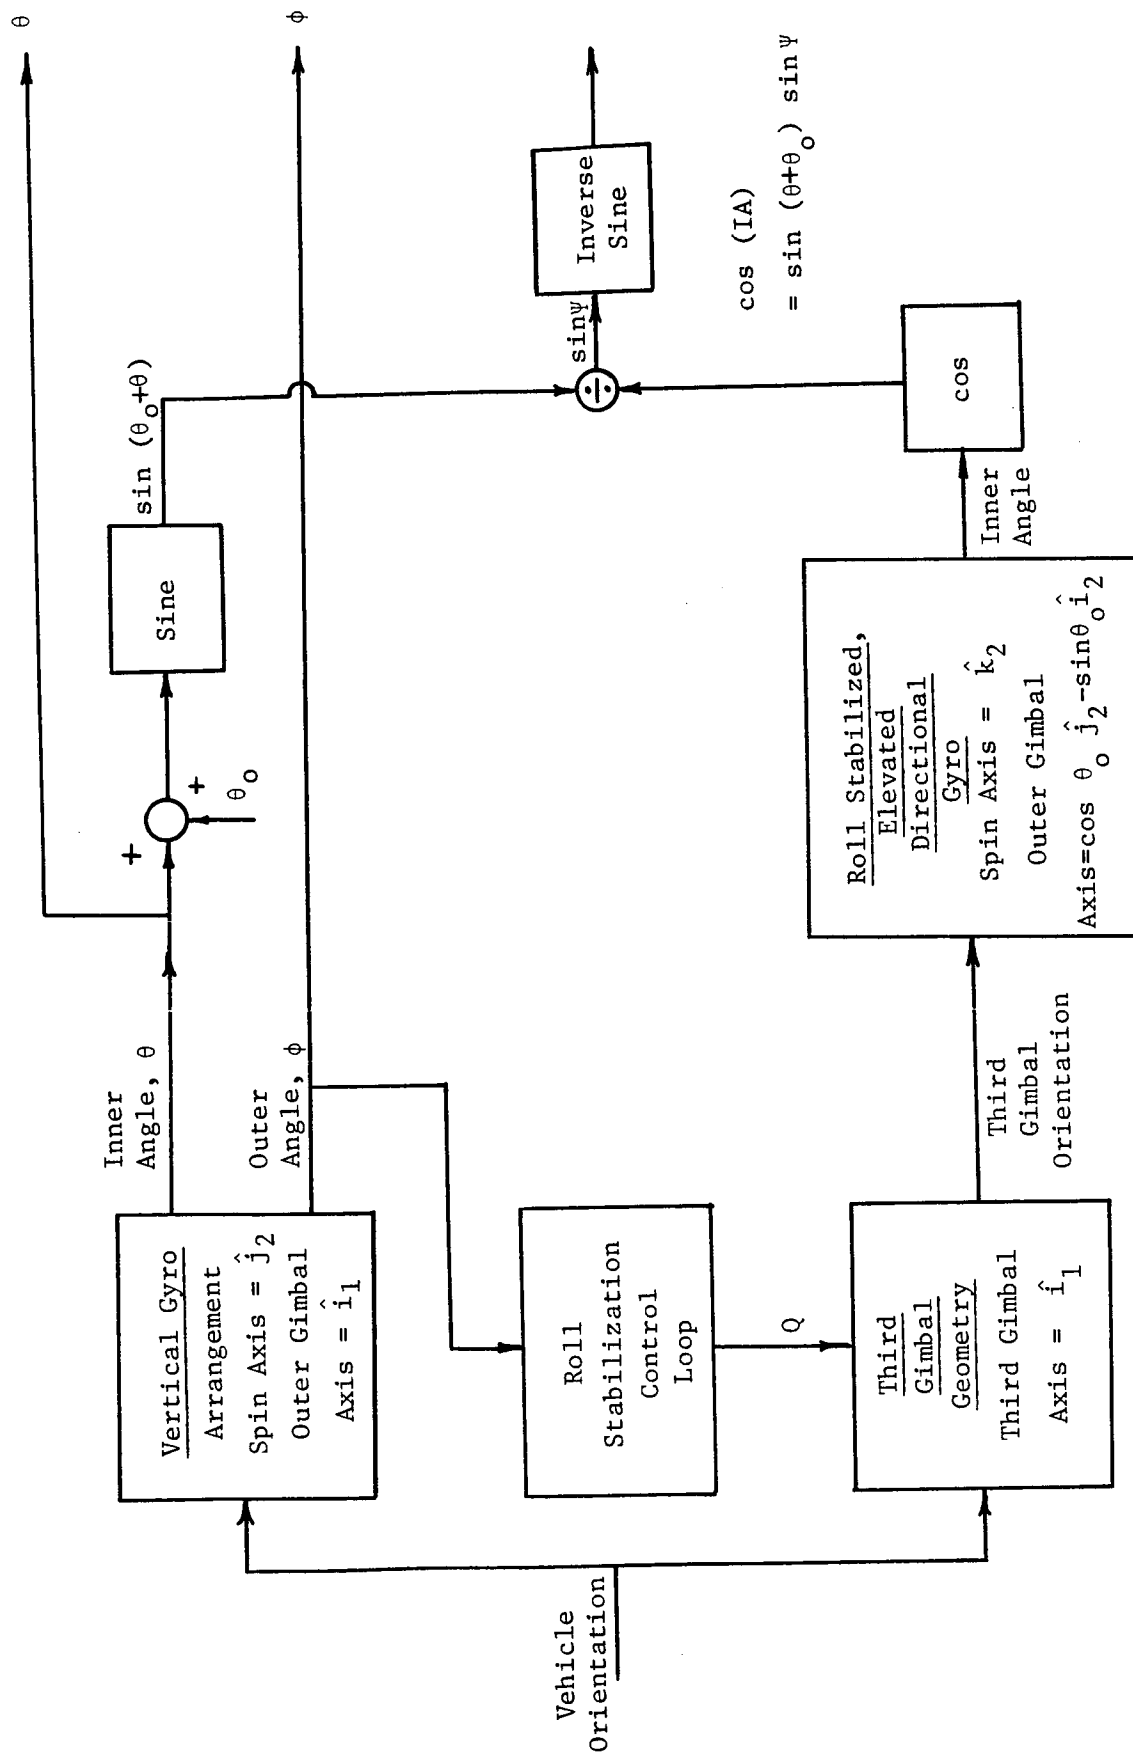 Vehicle
Orientation
Vertical Gyro
Arrangement
Spin Axis = ĵ₂
Outer Gimbal
Axis = î₁
Inner
Angle, θ
Outer
Angle, ϕ
+
+
θₒ
Sine
sin (θₒ+θ)
θ
ϕ
Roll
Stabilization
Control
Loop
Q
Third
Gimbal
Geometry
Third Gimbal
Axis = î₁
Third
Gimbal
Orientation
Roll Stabilized,
Elevated
Directional
Gyro
Spin Axis = k̂₂
Outer Gimbal
Axis=cos θₒ ĵ₂-sinθₒî₂
Inner
Angle
cos
÷
sinΨ
Inverse
Sine
cos (IA)
= sin (θ+θₒ) sinΨ